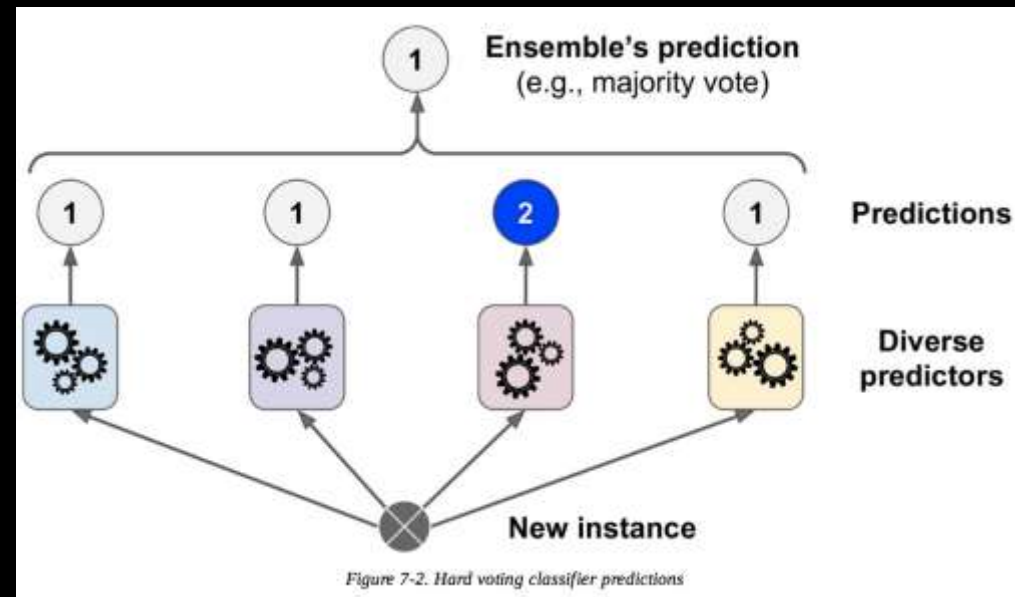 1
Ensemble's prediction
(e.g., majority vote)
1
1
2
1
Predictions
Diverse
predictors
New instance
Figure 7-2. Hard voting classifier predictions